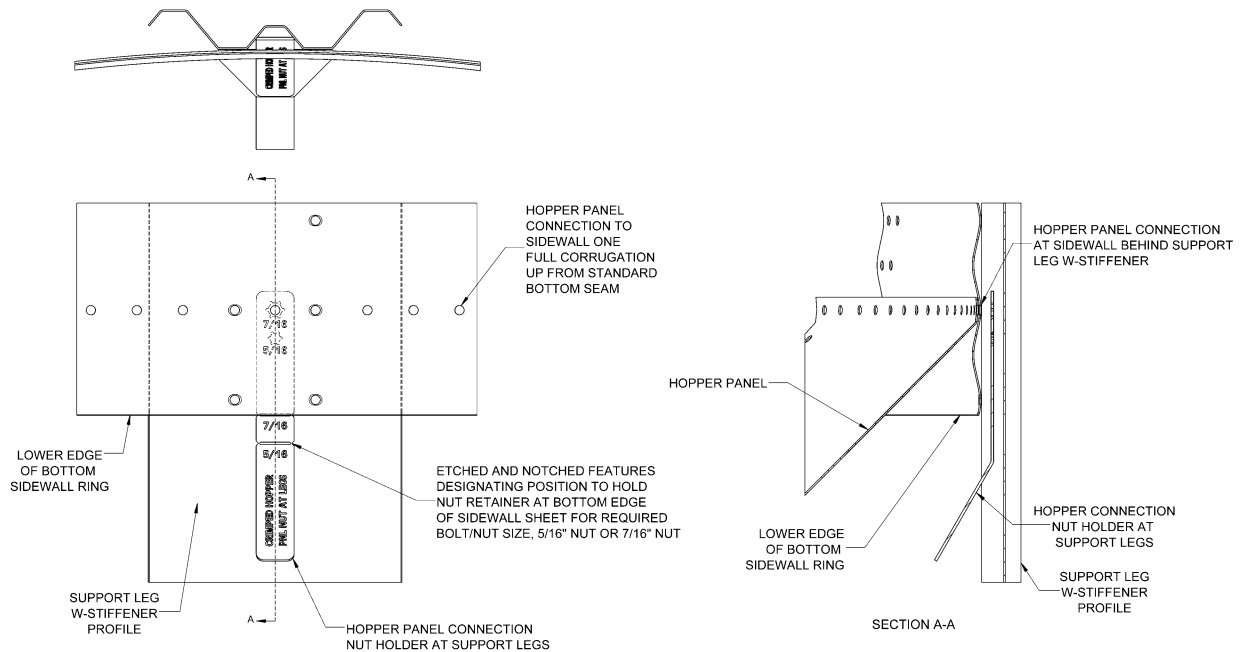 CRIMPED HOPPER
PNL NUT AT
A
HOPPER PANEL
CONNECTION TO
SIDEWALL ONE
FULL CORRUGATION
UP FROM STANDARD
BOTTOM SEAM
7/16
5/16
7/16
5/16
CRIMPED HOPPER
PNL NUT AT LEGS
LOWER EDGE
OF BOTTOM
SIDEWALL RING
ETCHED AND NOTCHED FEATURES
DESIGNATING POSITION TO HOLD
NUT RETAINER AT BOTTOM EDGE
OF SIDEWALL SHEET FOR REQUIRED
BOLT/NUT SIZE, 5/16" NUT OR 7/16" NUT
SUPPORT LEG
W-STIFFENER
PROFILE
A
HOPPER PANEL CONNECTION
NUT HOLDER AT SUPPORT LEGS
HOPPER PANEL CONNECTION
AT SIDEWALL BEHIND SUPPORT
LEG W-STIFFENER
HOPPER PANEL
LOWER EDGE
OF BOTTOM
SIDEWALL RING
HOPPER CONNECTION
NUT HOLDER AT
SUPPORT LEGS
SUPPORT LEG
W-STIFFENER
PROFILE
SECTION A-A